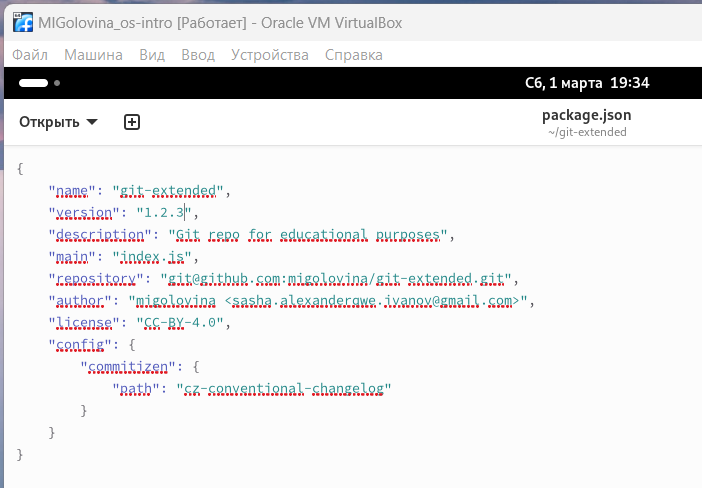 MIGolovina_os-intro [Работает] - Oracle VM VirtualBox
Файл Машина Вид Ввод Устройства Справка
Сб, 1 марта 19:34
Открыть
package.json
~/git-extended
{
    "name": "git-extended",
    "version": "1.2.3",
    "description": "Git repo for educational purposes",
    "main": "index.js",
    "repository": "git@github.com:migolovina/git-extended.git",
    "author": "migolovina <sasha.alexanderqwe.ivanov@gmail.com>",
    "license": "CC-BY-4.0",
    "config": {
        "commitizen": {
            "path": "cz-conventional-changelog"
        }
    }
}